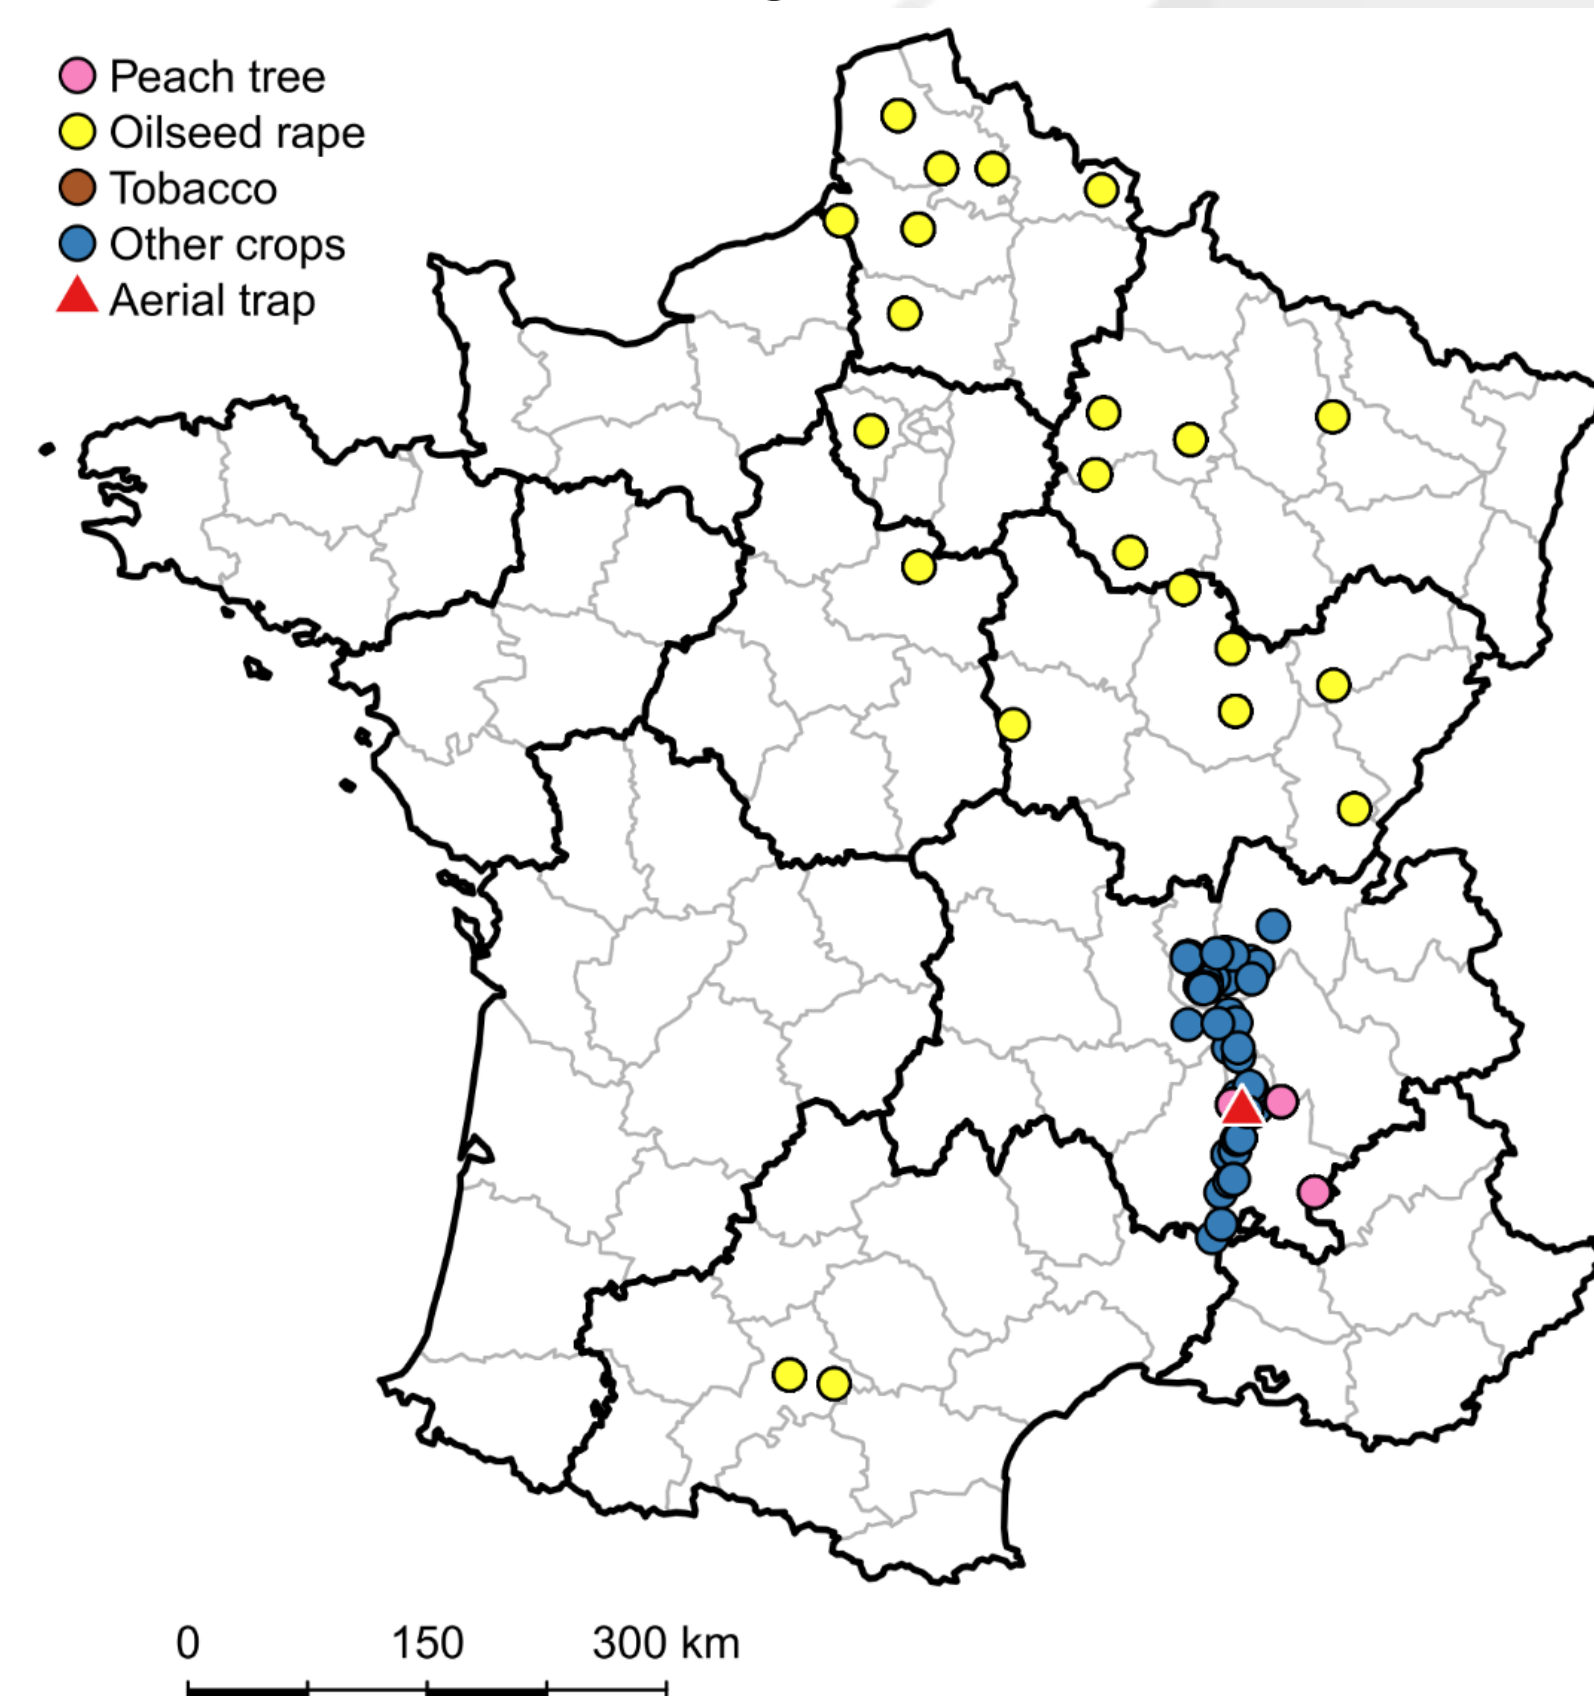 Peach tree
Oilseed rape
Tobacco
Other crops
Aerial trap
0 150 300 km